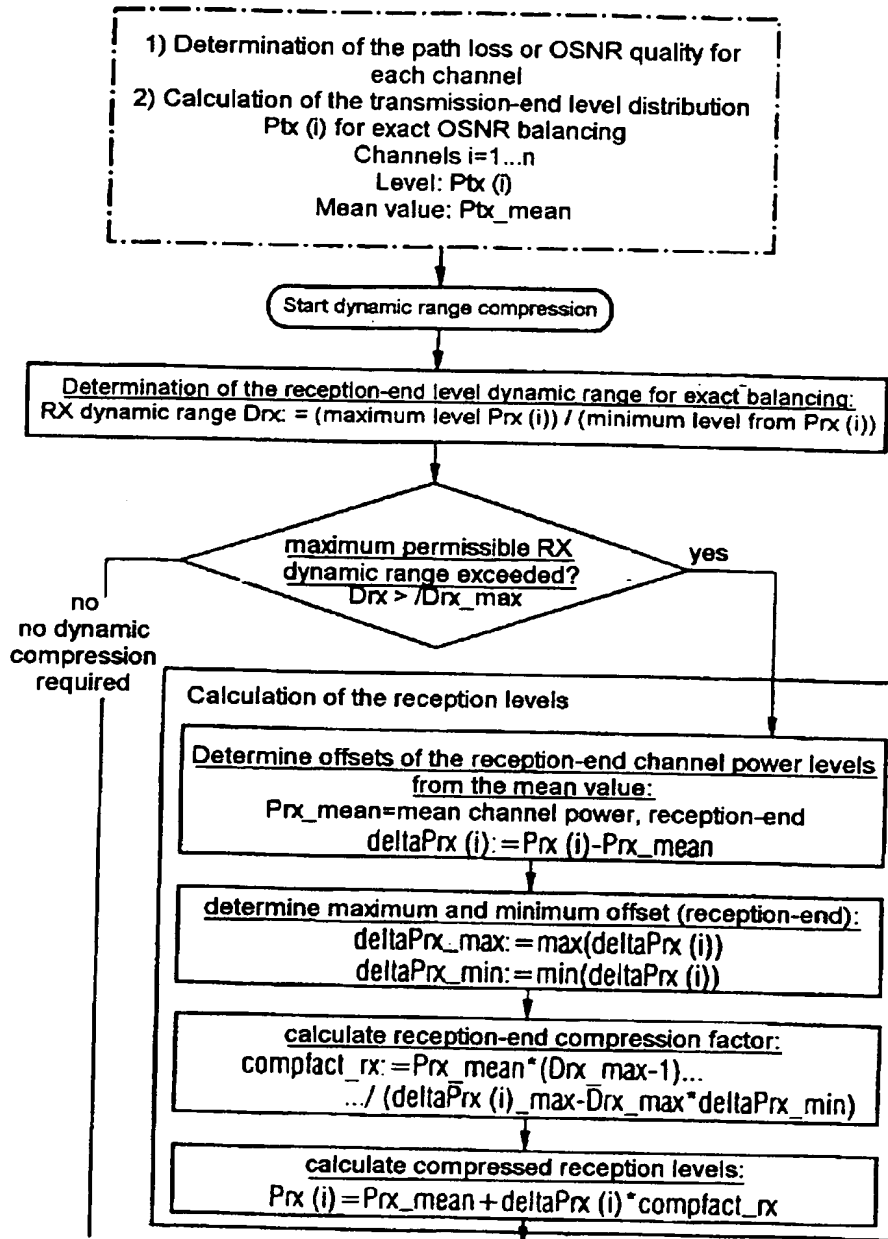 1) Determination of the path loss or OSNR quality for
each channel
2) Calculation of the transmission-end level distribution
Ptx (i) for exact OSNR balancing
Channels i=1...n
Level: Ptx (i)
Mean value: Ptx_mean
Start dynamic range compression
Determination of the reception-end level dynamic range for exact balancing:
RX dynamic range Drx: = (maximum level Prx (i)) / (minimum level from Prx (i))
maximum permissible RX
dynamic range exceeded?
Drx > /Drx_max
yes
no
no dynamic
compression
required
Calculation of the reception levels
Determine offsets of the reception-end channel power levels
from the mean value:
Prx_mean=mean channel power, reception-end
deltaPrx (i):=Prx (i)-Prx_mean
determine maximum and minimum offset (reception-end):
deltaPrx_max:=max(deltaPrx (i))
deltaPrx_min:=min(deltaPrx (i))
calculate reception-end compression factor:
compfact_rx:=Prx_mean*(Drx_max-1)...
.../ (deltaPrx (i)_max-Drx_max*deltaPrx_min)
calculate compressed reception levels:
Prx (i)=Prx_mean+deltaPrx (i)*compfact_rx